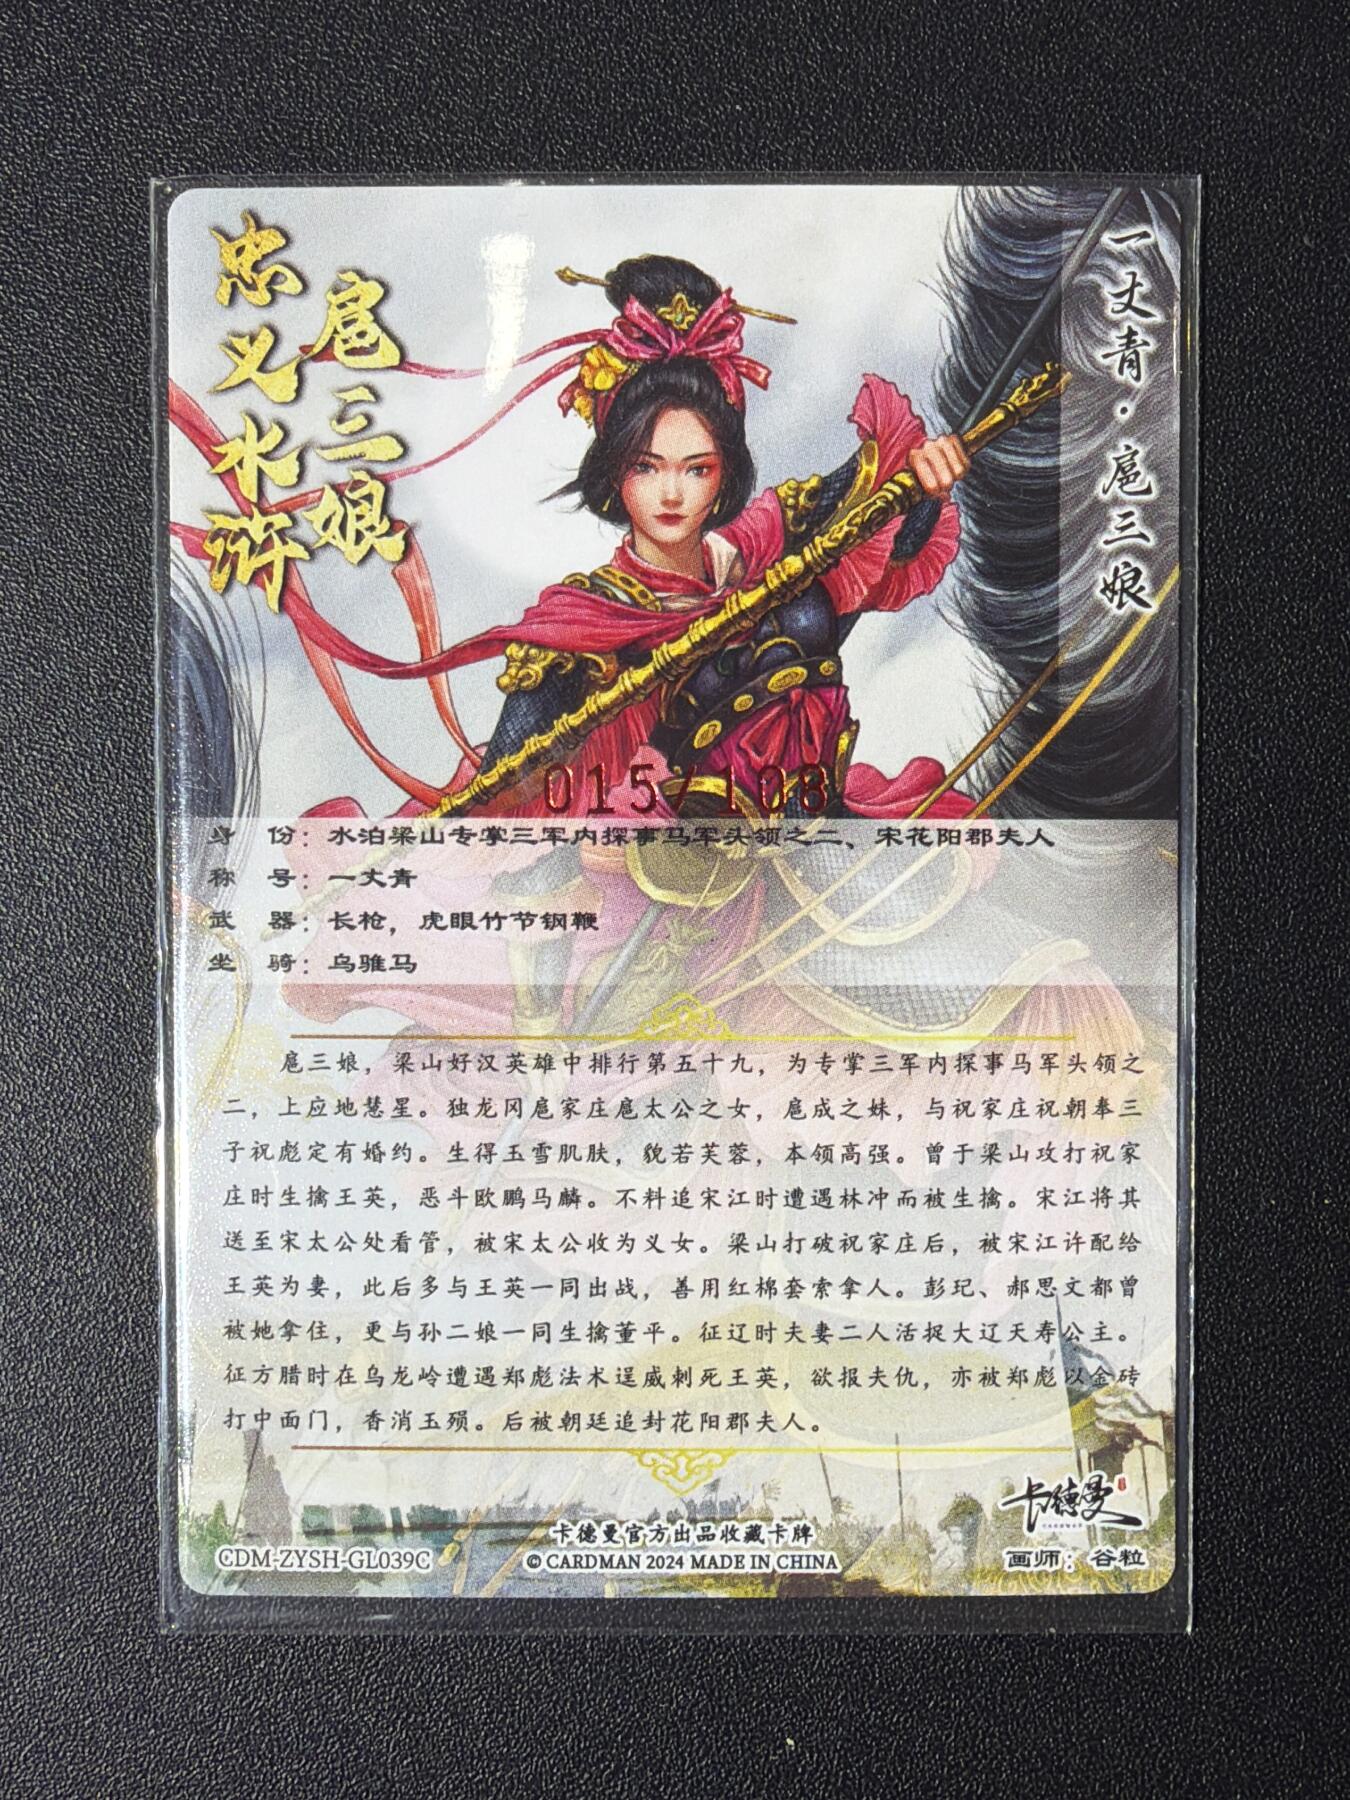 忠义水浒
扈三娘
一丈青·扈三娘
015/108
身　份：水泊梁山专掌三军内探事马军头领之二、宋花阳郡夫人
称　号：一丈青
武　器：长枪，虎眼竹节钢鞭
坐　骑：乌骓马
扈三娘，梁山好汉英雄中排行第五十九，为专掌三军内探事马军头领之
二，上应地慧星。独龙冈扈家庄扈太公之女，扈成之妹，与祝家庄祝朝奉三
子祝彪定有婚约。生得玉雪肌肤，貌若芙蓉，本领高强。曾于梁山攻打祝家
庄时生擒王英，恶斗欧鹏马麟。不料追宋江时遭遇林冲而被生擒。宋江将其
送至宋太公处看管，被宋太公收为义女。梁山打破祝家庄后，被宋江许配给
王英为妻，此后多与王英一同出战，善用红棉套索拿人。彭玘、郝思文都曾
被她拿住，更与孙二娘一同生擒董平。征辽时夫妻二人活捉大辽天寿公主。
征方腊时在乌龙岭遭遇郑彪法术逞威刺死王英，欲报夫仇，亦被郑彪以金砖
打中面门，香消玉殒。后被朝廷追封花阳郡夫人。
卡德曼
卡德曼官方出品收藏卡牌
CDM-ZYSH-GL039C
© CARDMAN 2024 MADE IN CHINA
画师：谷粒